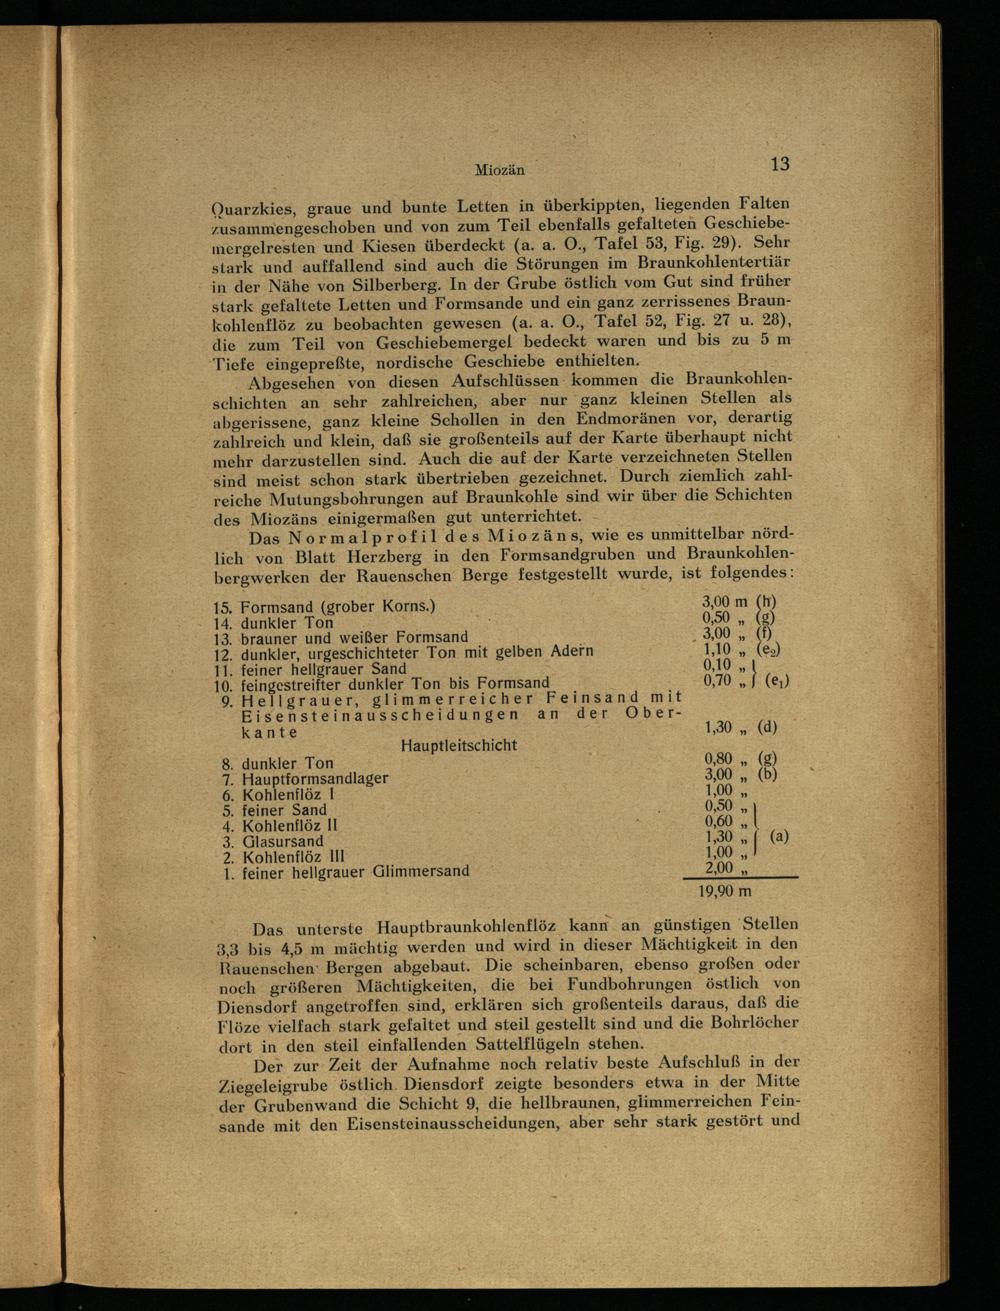 Miozän 13
Quarzkies, graue und bunte Letten in überkippten, liegenden Falten
zusammengeschoben und von zum Teil ebenfalls gefalteten Geschiebe-
mergelresten und Kiesen überdeckt (a. a. O., Tafel 53, Fig. 29). Sehr
stark und auffallend sind auch die Störungen im Braunkohlentertiär
in der Nähe von Silberberg. In der Grube östlich vom Gut sind früher
stark gefaltete Letten und Formsande und ein ganz zerrissenes Braun-
kohlenflöz zu beobachten gewesen (a. a. O., Tafel 52, Fig. 27 u. 28),
die zum Teil von Geschiebemergel bedeckt waren und bis zu 5 m
Tiefe eingepreßte, nordische Geschiebe enthielten.
Abgesehen von diesen Aufschlüssen kommen die Braunkohlen-
schichten an sehr zahlreichen, aber nur ganz kleinen Stellen als
abgerissene, ganz kleine Schollen in den Endmoränen vor, derartig
zahlreich und klein, daß sie großenteils auf der Karte überhaupt nicht
mehr darzustellen sind. Auch die auf der Karte verzeichneten Stellen
sind meist schon stark übertrieben gezeichnet. Durch ziemlich zahl-
reiche Mutungsbohrungen auf Braunkohle sind wir über die Schichten
des Miozäns einigermaßen gut unterrichtet.
Das Normalprofil des Miozäns, wie es unmittelbar nörd-
lich von Blatt Herzberg in den Formsandgruben und Braunkohlen-
bergwerken der Rauenschen Berge festgestellt wurde, ist folgendes:
15. Formsand (grober Korns.) 3,00 m (h)
14. dunkler Ton 0,50 „ (g)
13. brauner und weißer Formsand 3,00 „ (f)
12. dunkler, urgeschichteter Ton mit gelben Adern 1,10 „ (e₂)
11. feiner hellgrauer Sand 0,10 „
10. feingestreifter dunkler Ton bis Formsand 0,70 „ (e₁)
9. Hellgrauer, glimmerreicher Feinsand mit
Eisensteinausscheidungen an der Ober-
kante 1,30 „ (d)
Hauptleitschicht
8. dunkler Ton 0,80 „ (g)
7. Hauptformsandlager 3,00 „ (b)
6. Kohlenflöz I 1,00 „
5. feiner Sand 0,50 „
4. Kohlenflöz II 0,60 „
3. Glasursand 1,30 „ (a)
2. Kohlenflöz III 1,00 „
1. feiner hellgrauer Glimmersand 2,00 „
19,90 m
Das unterste Hauptbraunkohlenflöz kann an günstigen Stellen
3,3 bis 4,5 m mächtig werden und wird in dieser Mächtigkeit in den
Rauenschen Bergen abgebaut. Die scheinbaren, ebenso großen oder
noch größeren Mächtigkeiten, die bei Fundbohrungen östlich von
Diensdorf angetroffen sind, erklären sich großenteils daraus, daß die
Flöze vielfach stark gefaltet und steil gestellt sind und die Bohrlöcher
dort in den steil einfallenden Sattelflügeln stehen.
Der zur Zeit der Aufnahme noch relativ beste Aufschluß in der
Ziegeleigrube östlich Diensdorf zeigte besonders etwa in der Mitte
der Grubenwand die Schicht 9, die hellbraunen, glimmerreichen Fein-
sande mit den Eisensteinausscheidungen, aber sehr stark gestört und